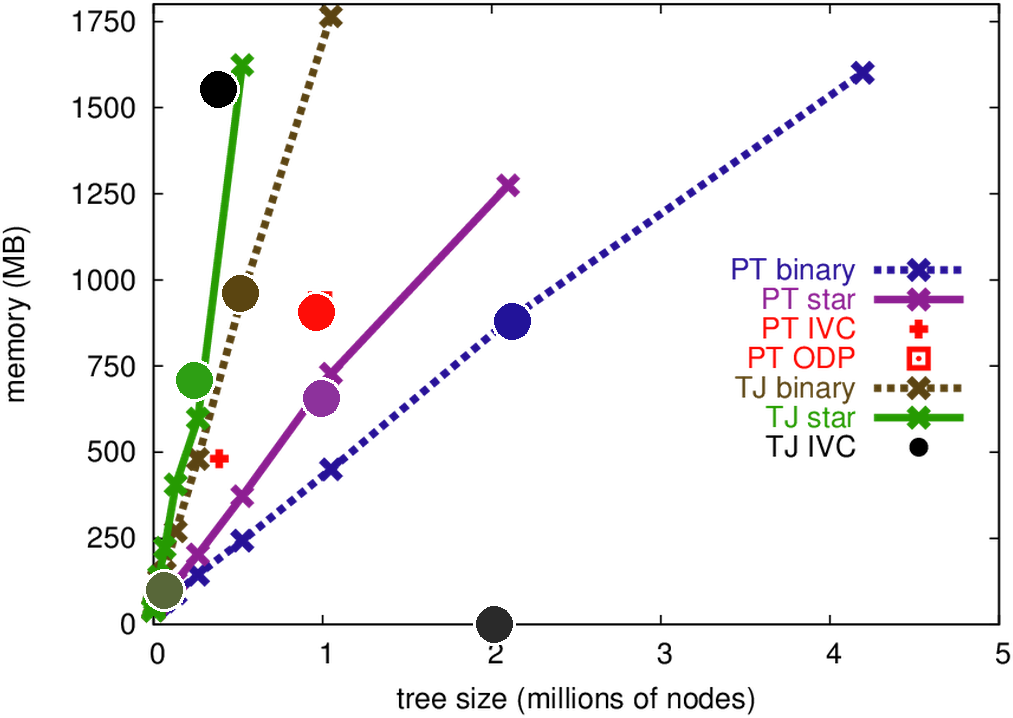 1750
1500
1250
1000
750
500
250
0
memory (MB)
PT binary
PT star
PT IVC
PT ODP
TJ binary
TJ star
TJ IVC
0 1 2 3 4 5
tree size (millions of nodes)